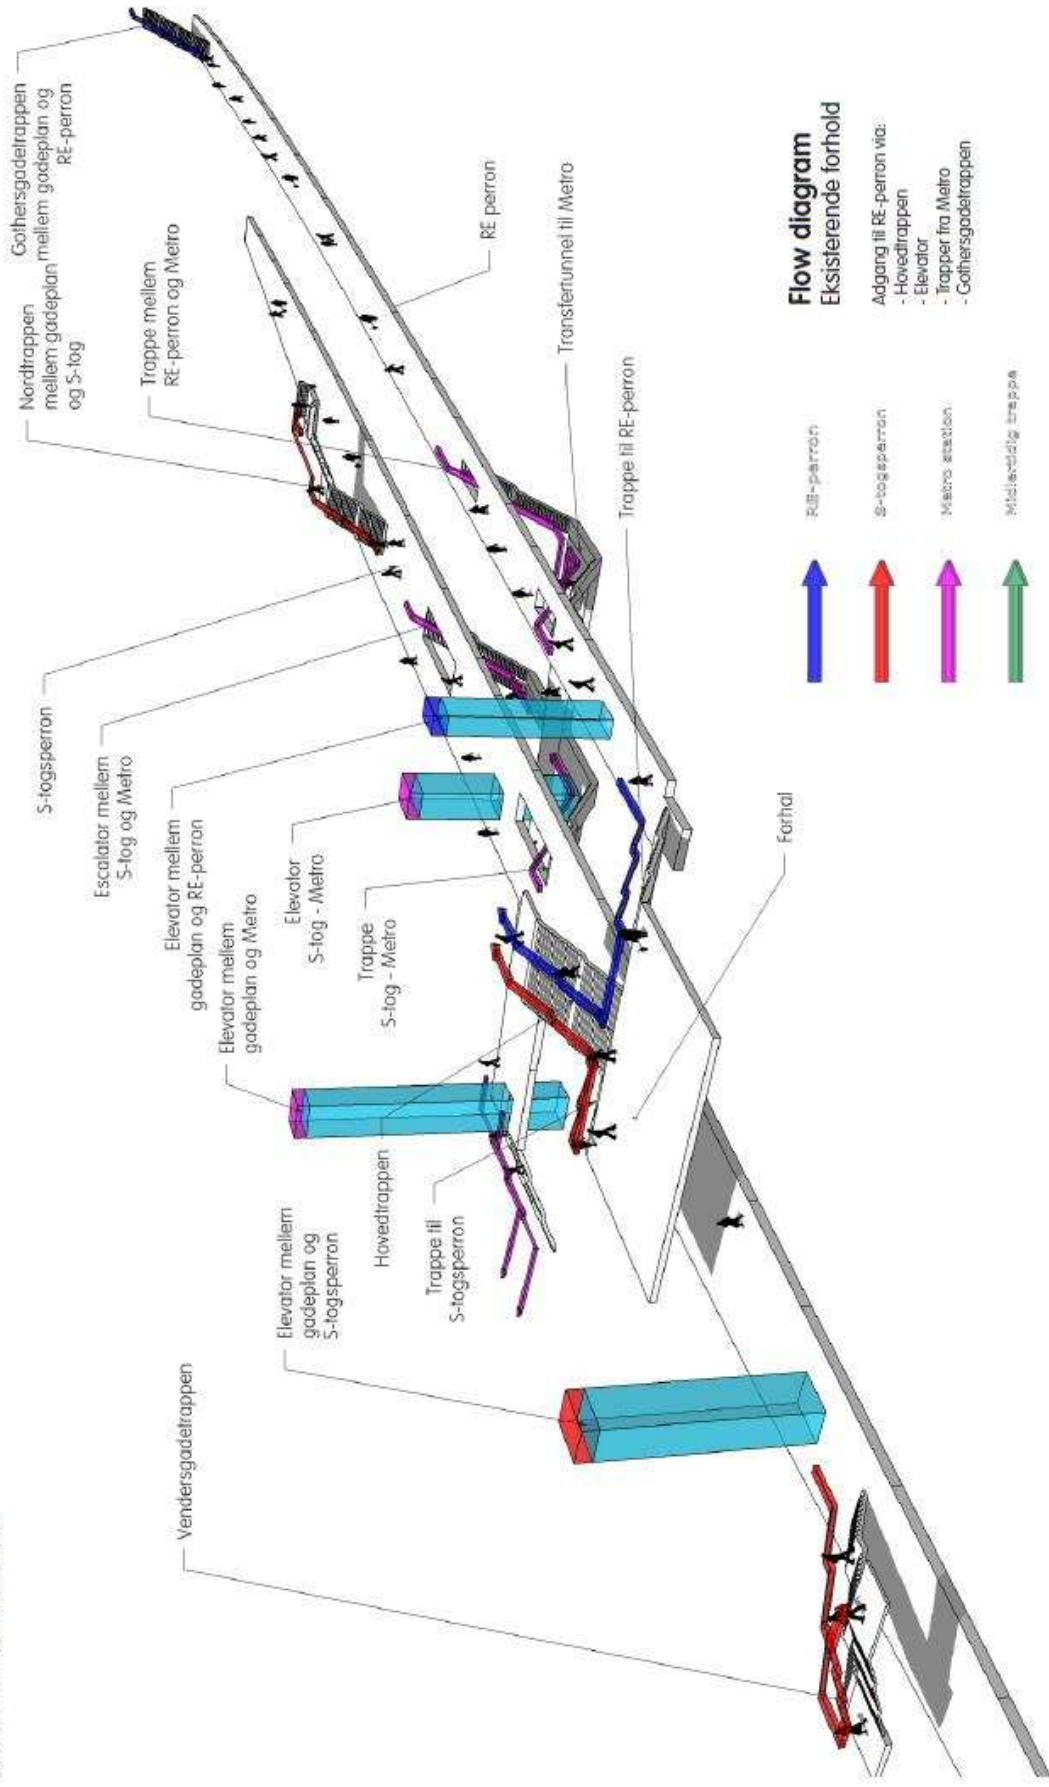 Vendersgadetrappen
Elevator mellem
gadeplan og
S-togsperron
Hovedtrappen
Trappe til
S-togsperron
Elevator mellem
gadeplan og Metro
Elevator mellem
gadeplan og RE-perron
Elevator
S-tog - Metro
Trappe
S-tog - Metro
Escalator mellem
S-tog og Metro
S-togsperron
Nordtrappen
mellem gadeplan
og S-tog
Gothersgadetrappen
mellem gadeplan og
RE-perron
Trappe mellem
RE-perron og Metro
RE perron
Transfertunnel til Metro
Trappe til RE-perron
Forhal
RE-perron
S-togsperron
Metro station
Midlertidig trappe
Flow diagram
Eksisterende forhold
Adgang til RE-perron via:
- Hovedtrappen
- Elevator
- Trapper fra Metro
- Gothersgadetrappen